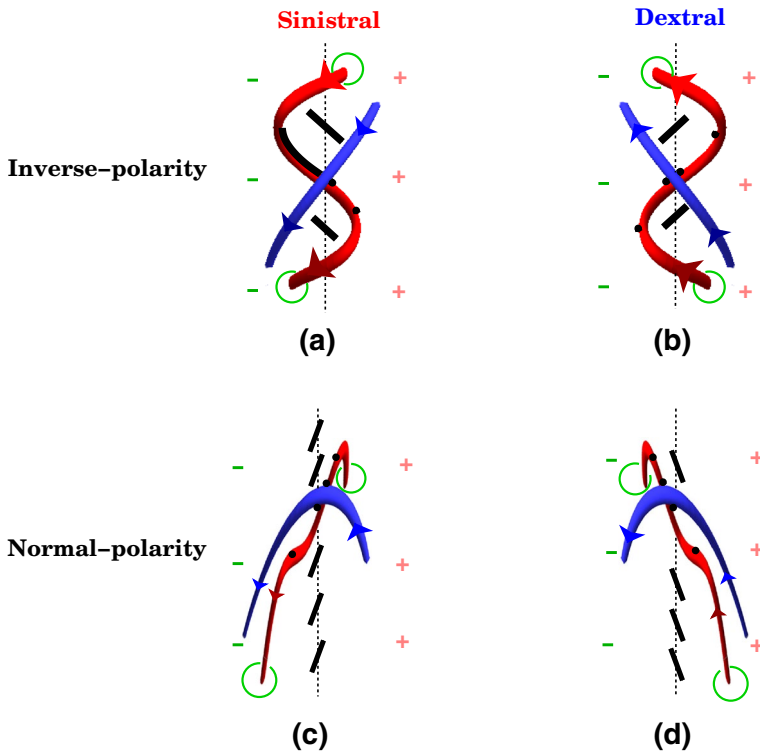 Sinistral Dextral
- + - +
Inverse-polarity
- + - +
- + - +
(a) (b)
- + - +
Normal-polarity
- + - +
- + - +
(c) (d)